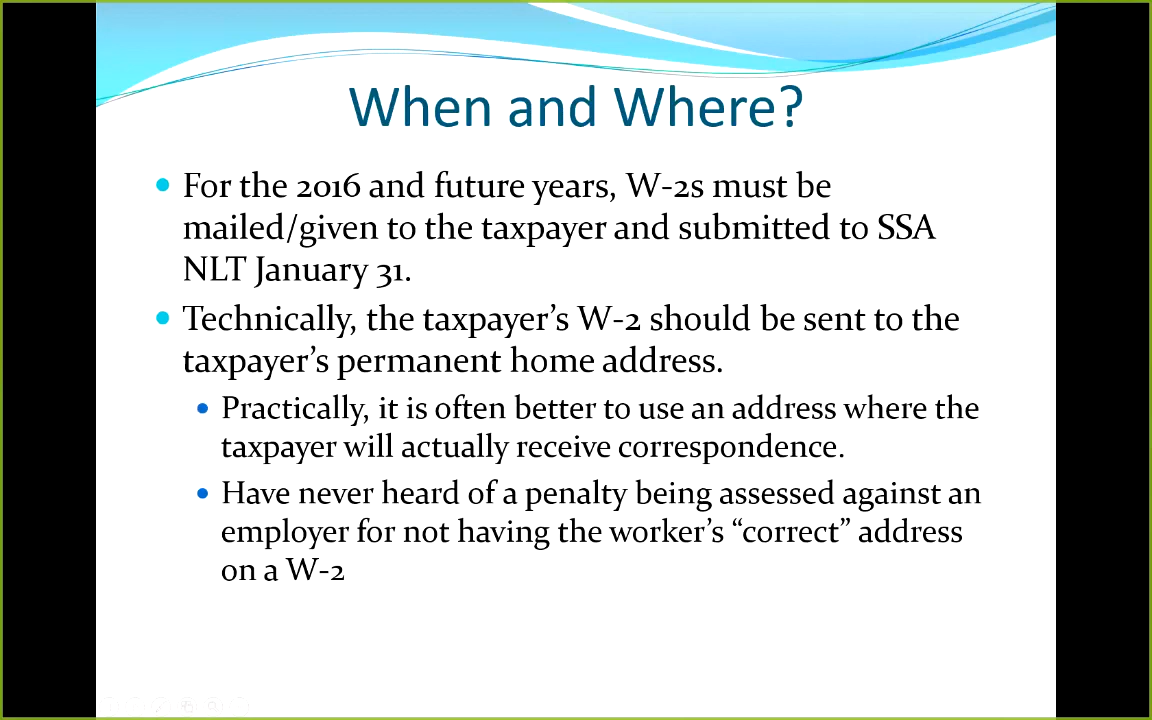 When and Where?
For the 2016 and future years, W-2s must be
mailed/given to the taxpayer and submitted to SSA
NLT January 31.
Technically, the taxpayer’s W-2 should be sent to the
taxpayer’s permanent home address.
Practically, it is often better to use an address where the
taxpayer will actually receive correspondence.
Have never heard of a penalty being assessed against an
employer for not having the worker’s “correct” address
on a W-2